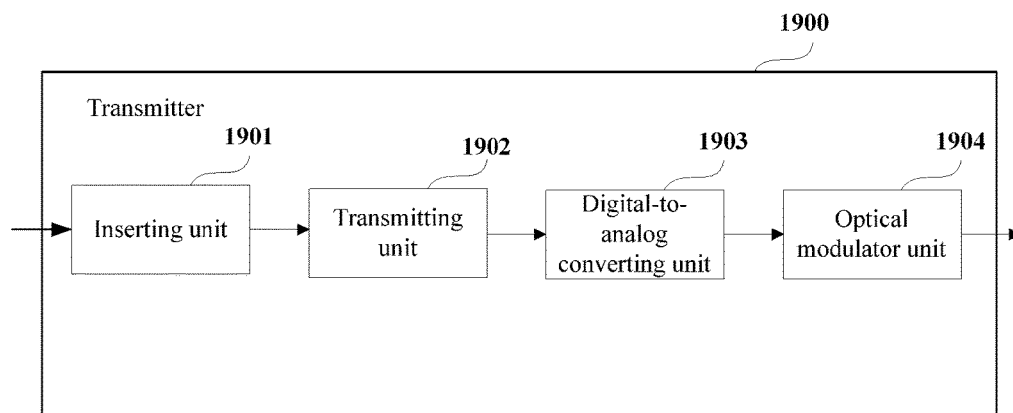 1900
Transmitter
1901
1902
1903
1904
Inserting unit
Transmitting
unit
Digital-to-
analog
converting unit
Optical
modulator unit